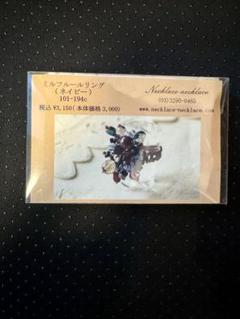 ミルフルールリング
(ネイビー)
101-194c
税込 ¥3,150(本体価格 3,000)
Necklace necklace
(03)3290-0465
www.necklace-necklace.com